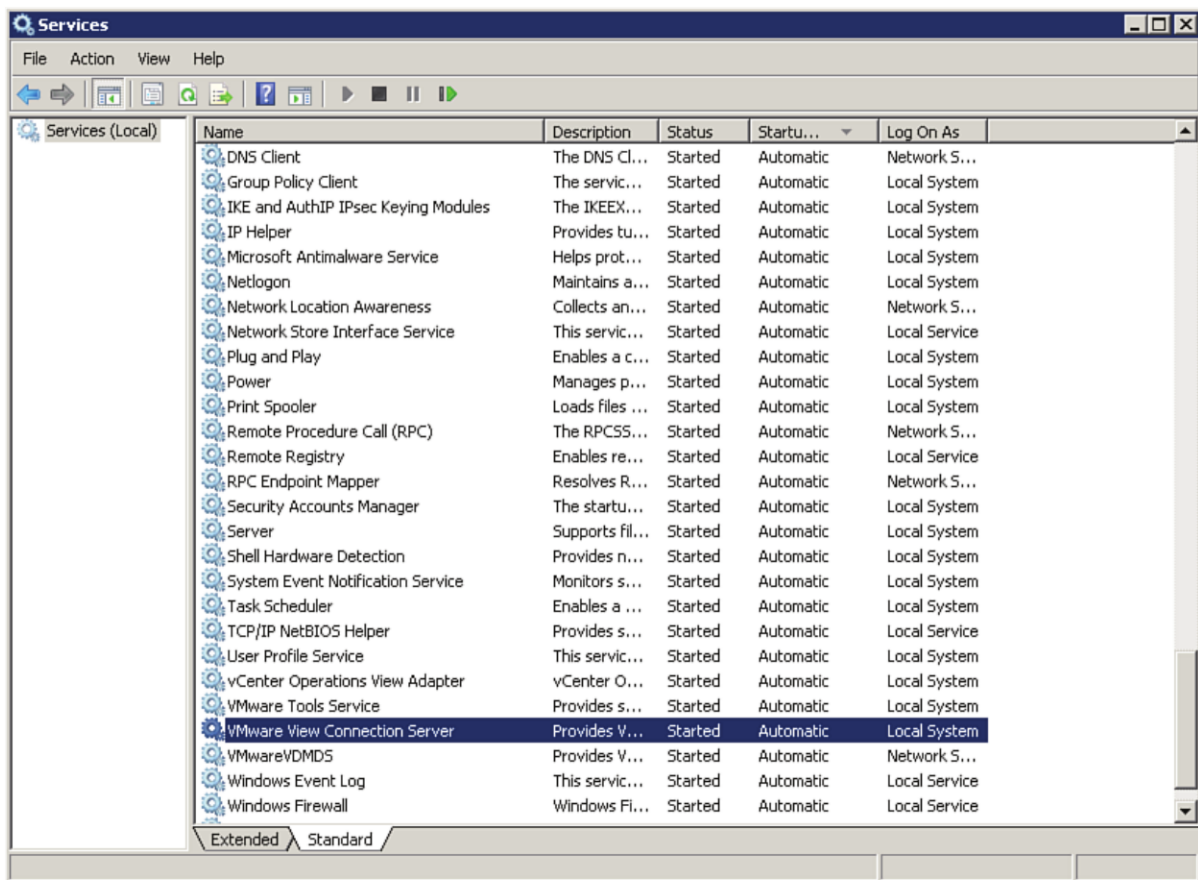 Services
File Action View Help
Services (Local)
Name Description Status Startu... Log On As
DNS Client The DNS Cl... Started Automatic Network S...
Group Policy Client The servic... Started Automatic Local System
IKE and AuthIP IPsec Keying Modules The IKEEX... Started Automatic Local System
IP Helper Provides tu... Started Automatic Local System
Microsoft Antimalware Service Helps prot... Started Automatic Local System
Netlogon Maintains a... Started Automatic Local System
Network Location Awareness Collects an... Started Automatic Network S...
Network Store Interface Service This servic... Started Automatic Local Service
Plug and Play Enables a c... Started Automatic Local System
Power Manages p... Started Automatic Local System
Print Spooler Loads files ... Started Automatic Local System
Remote Procedure Call (RPC) The RPCSS... Started Automatic Network S...
Remote Registry Enables re... Started Automatic Local Service
RPC Endpoint Mapper Resolves R... Started Automatic Network S...
Security Accounts Manager The startu... Started Automatic Local System
Server Supports fil... Started Automatic Local System
Shell Hardware Detection Provides n... Started Automatic Local System
System Event Notification Service Monitors s... Started Automatic Local System
Task Scheduler Enables a ... Started Automatic Local System
TCP/IP NetBIOS Helper Provides s... Started Automatic Local Service
User Profile Service This servic... Started Automatic Local System
vCenter Operations View Adapter vCenter O... Started Automatic Local System
VMware Tools Service Provides s... Started Automatic Local System
VMware View Connection Server Provides V... Started Automatic Local System
VMwareVDMDS Provides V... Started Automatic Network S...
Windows Event Log This servic... Started Automatic Local Service
Windows Firewall Windows Fi... Started Automatic Local Service
Extended Standard